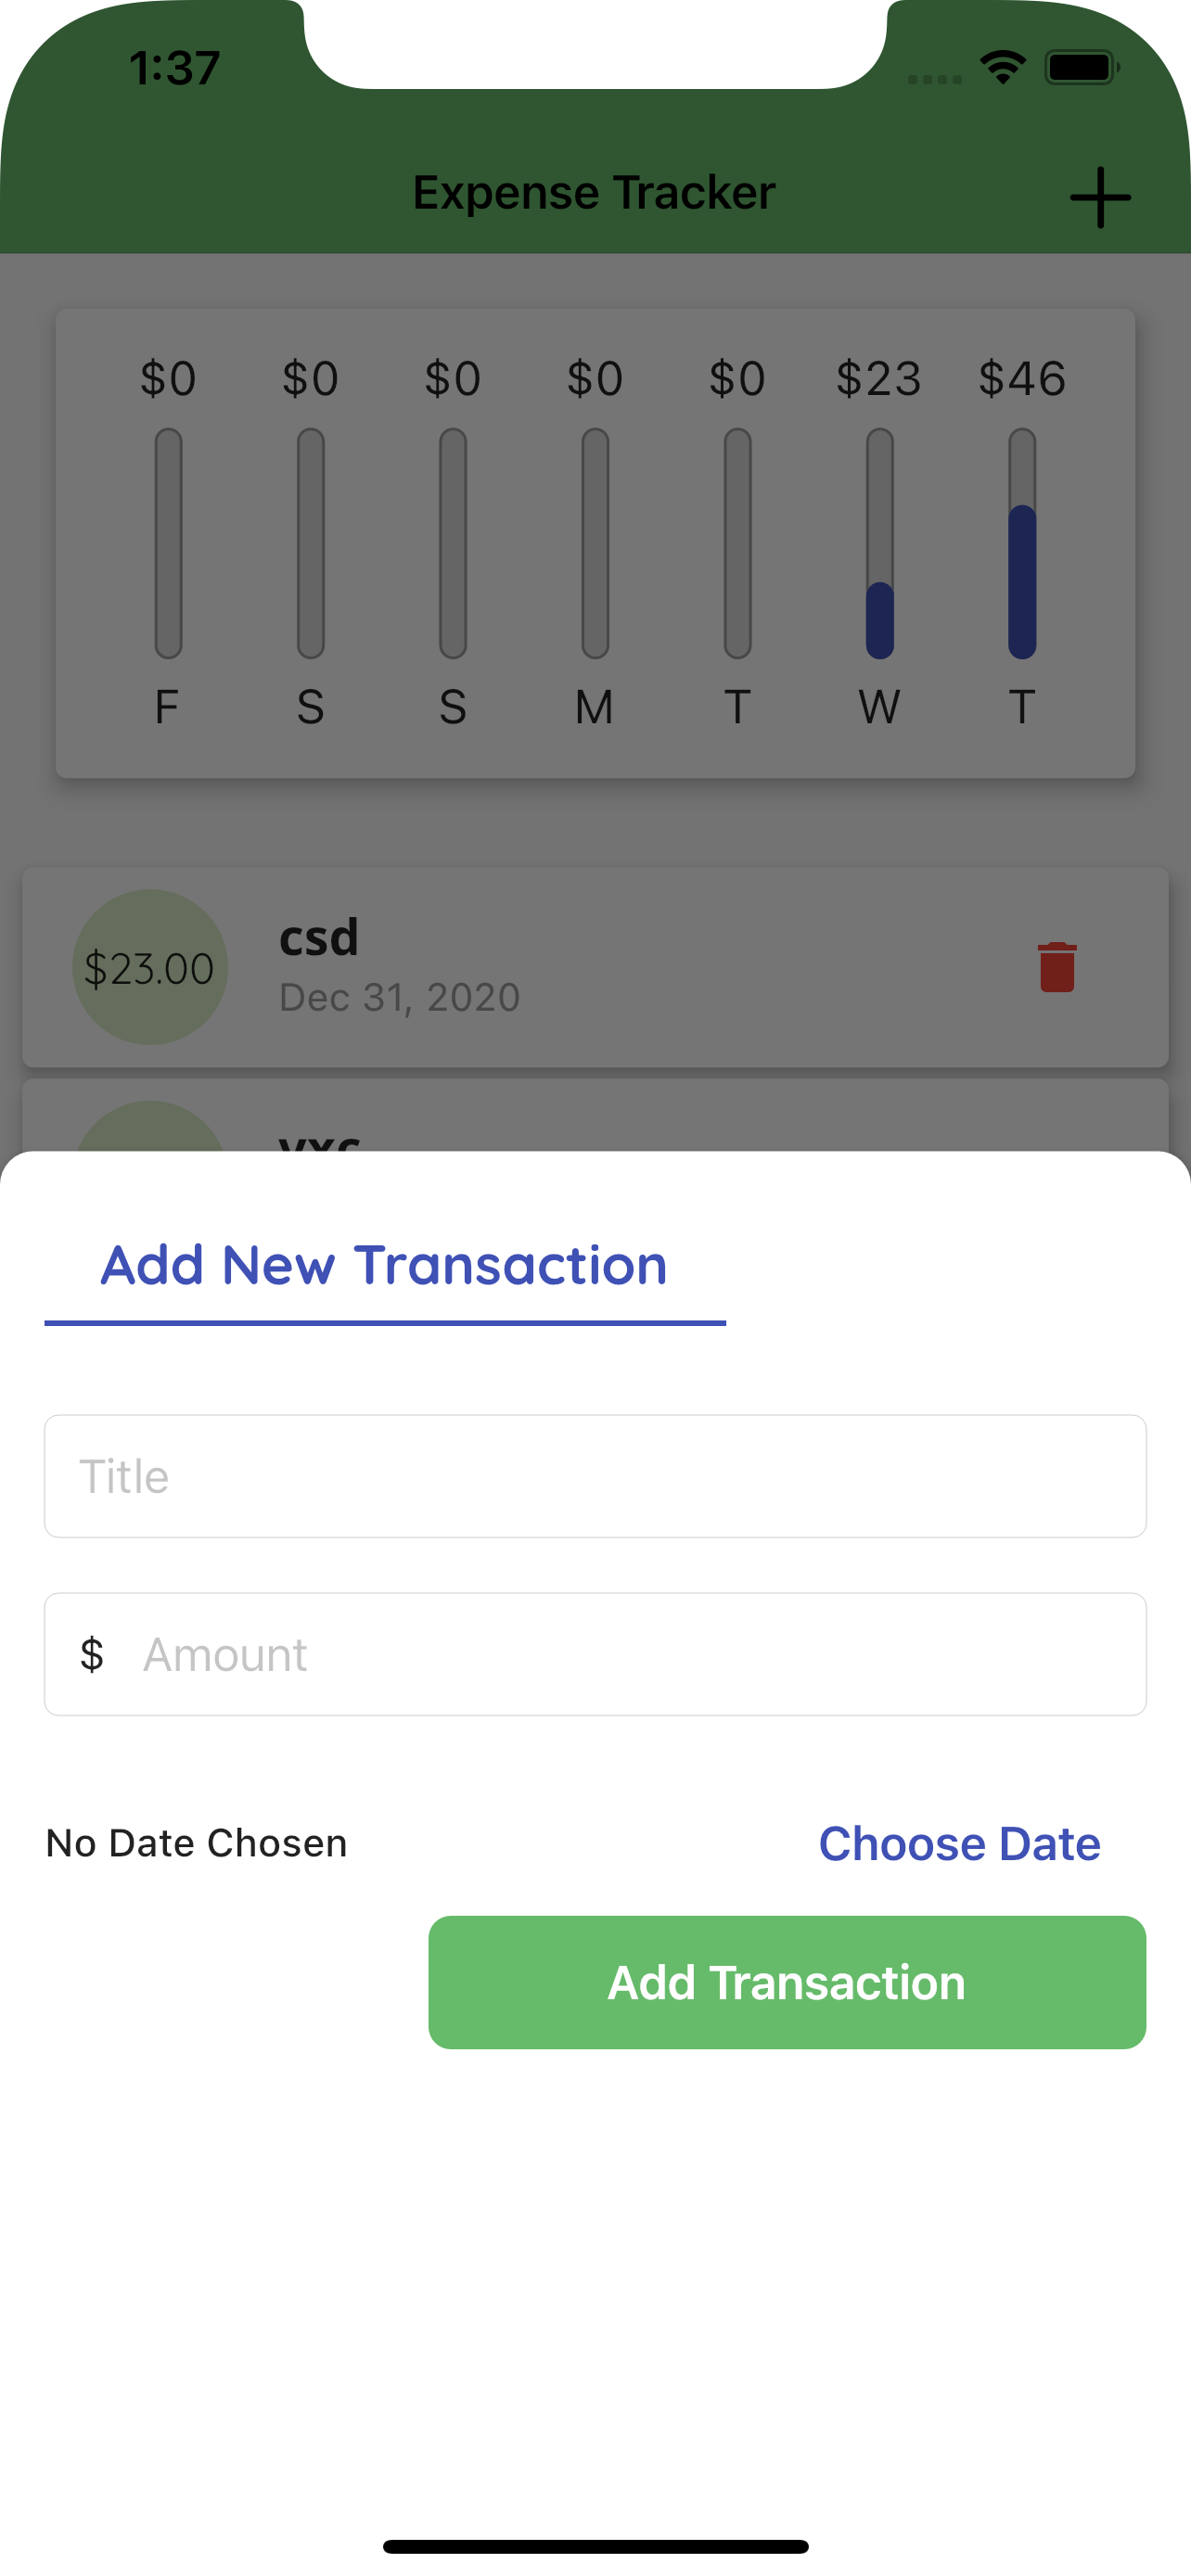 1:37
Expense Tracker
$0 $0 $0 $0 $0 $23 $46
F S S M T W T
$23.00
csd
Dec 31, 2020
Add New Transaction
Title
$ Amount
No Date Chosen
Choose Date
Add Transaction